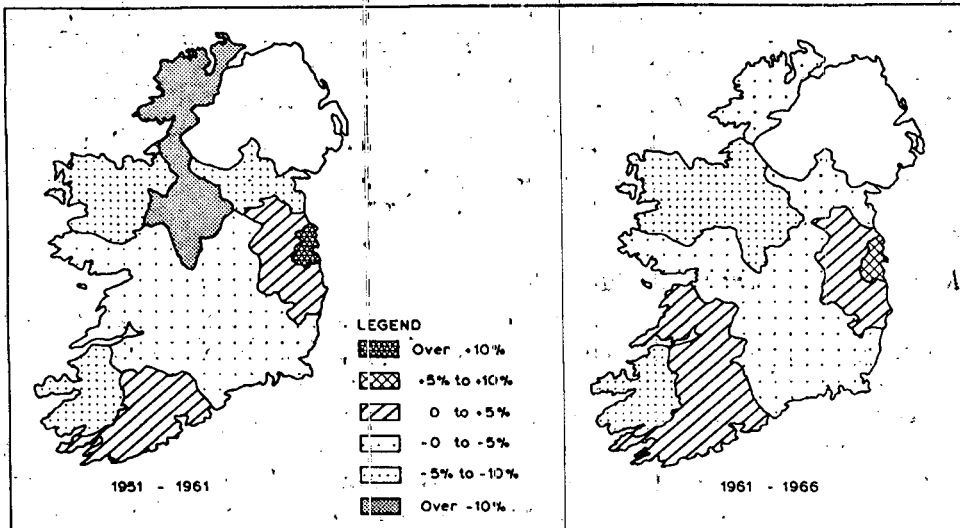 LEGEND
Over +10%
+5% to +10%
0 to +5%
-0 to -5%
-5% to -10%
Over -10%
1951 - 1961
1961 - 1966